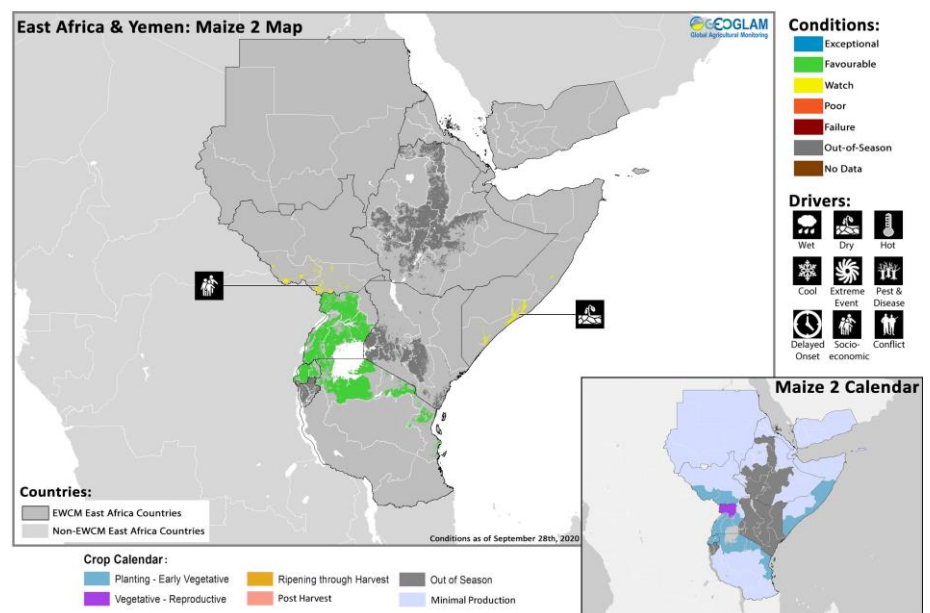 East Africa & Yemen: Maize 2 Map
GEOGLAM
Global Agricultural Monitoring
Conditions:
Exceptional
Favourable
Watch
Poor
Failure
Out-of-Season
No Data
Drivers:
Wet
Dry
Hot
Cool
Extreme Event
Pest & Disease
Delayed Onset
Socio-economic
Conflict
Countries:
EWCM East Africa Countries
Non-EWCM East Africa Countries
Conditions as of September 28th, 2020
Maize 2 Calendar
Crop Calendar:
Planting - Early Vegetative
Vegetative - Reproductive
Ripening through Harvest
Post Harvest
Out of Season
Minimal Production